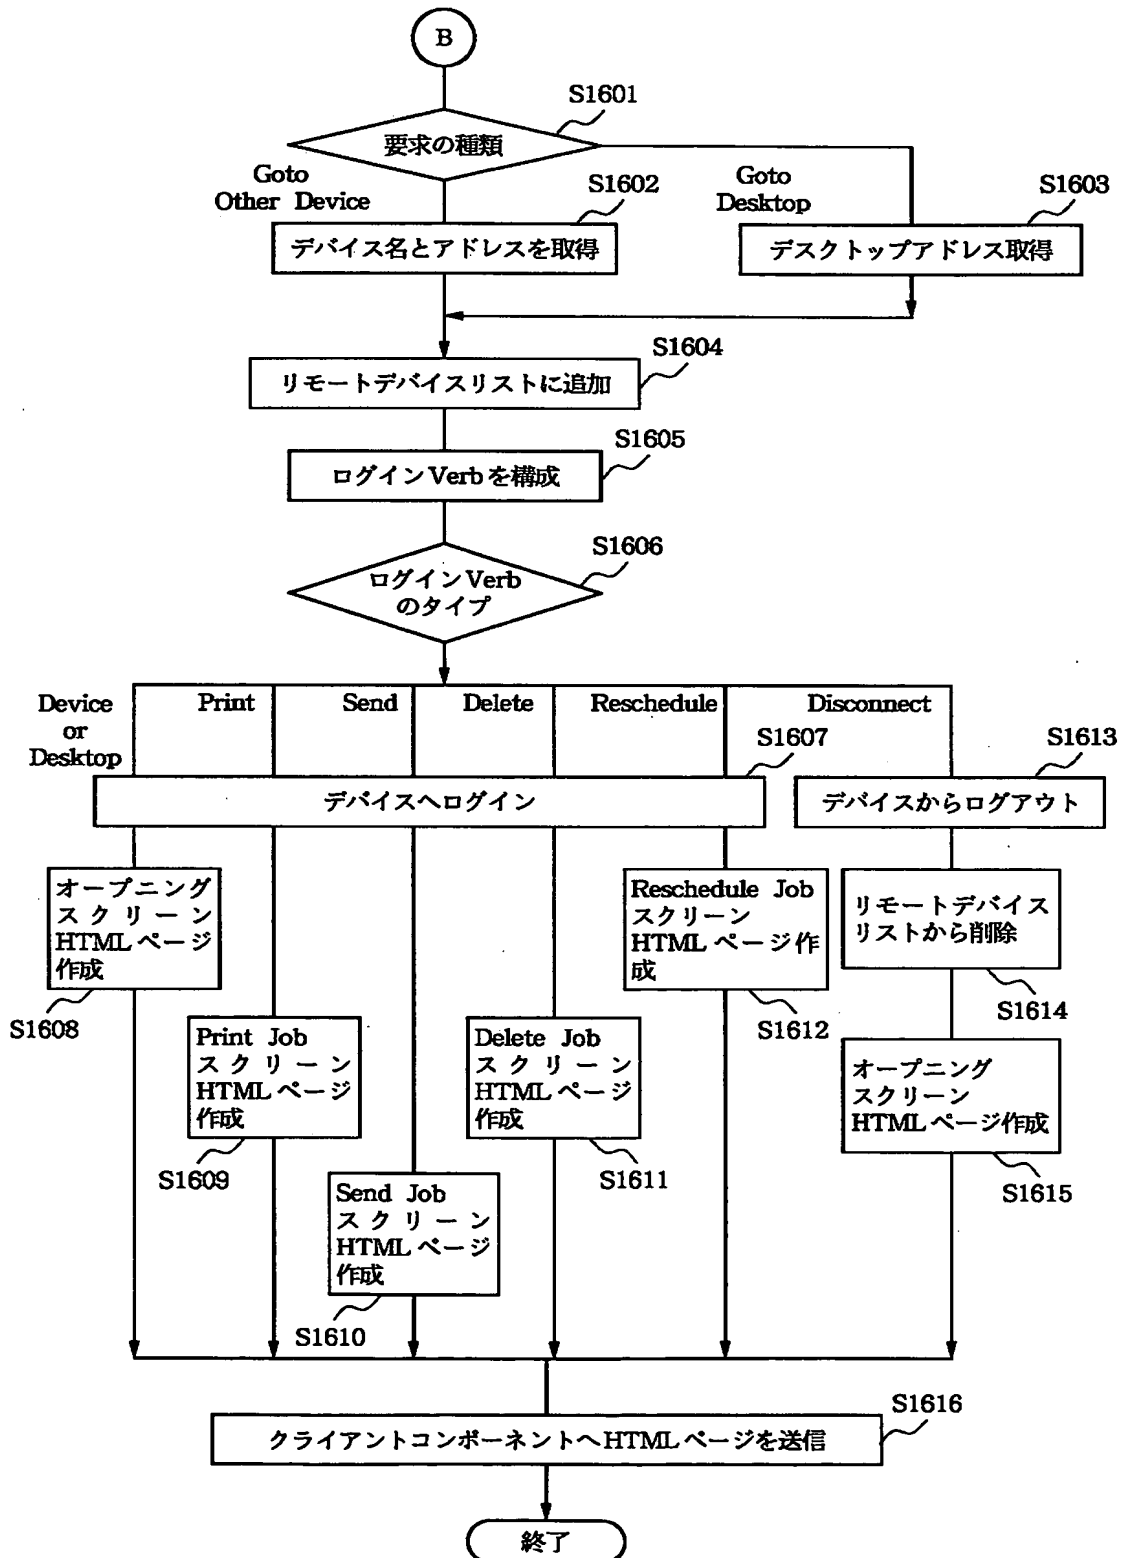 B
S1601
要求の種類
Goto
Other Device
S1602
Goto
Desktop
S1603
デバイス名とアドレスを取得
デスクトップアドレス取得
S1604
リモートデバイスリストに追加
S1605
ログインVerbを構成
S1606
ログインVerb
のタイプ
Device
or
Desktop
Print
Send
Delete
Reschedule
Disconnect
S1607
S1613
デバイスへログイン
デバイスからログアウト
オープニング
スクリーン
HTMLページ
作成
S1608
Reschedule Job
スクリーン
HTMLページ作
成
S1612
リモートデバイス
リストから削除
S1614
Print Job
スクリーン
HTMLページ
作成
S1609
Delete Job
スクリーン
HTMLページ
作成
S1611
オープニング
スクリーン
HTMLページ作成
S1615
Send Job
スクリーン
HTMLページ
作成
S1610
S1616
クライアントコンポーネントへHTMLページを送信
終了